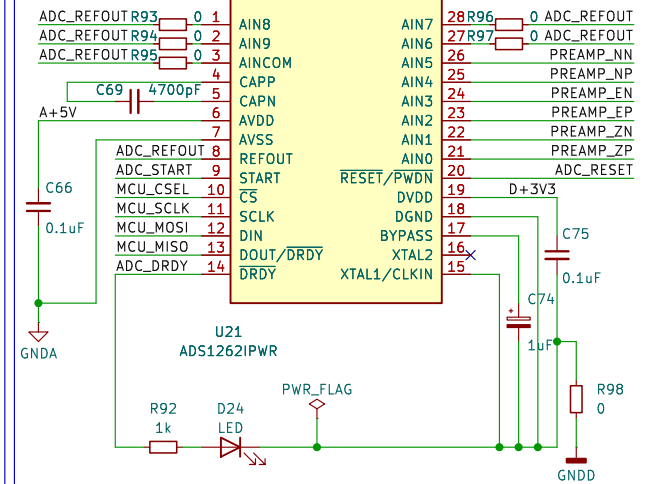 ADC_REFOUT R93 0 1 AIN8 AIN7 28 R96 0 ADC_REFOUT
ADC_REFOUT R94 0 2 AIN9 AIN6 27 R97 0 ADC_REFOUT
ADC_REFOUT R95 0 3 AINCOM AIN5 26 PREAMP_NN
4 CAPP AIN4 25 PREAMP_NP
C69 4700pF 5 CAPN AIN3 24 PREAMP_EN
A+5V 6 AVDD AIN2 23 PREAMP_EP
7 AVSS AIN1 22 PREAMP_ZN
ADC_REFOUT 8 REFOUT AIN0 21 PREAMP_ZP
ADC_START 9 START RESET/PWDN 20 ADC_RESET
MCU_CSEL 10 CS DVDD 19 D+3V3
MCU_SCLK 11 SCLK DGND 18
MCU_MOSI 12 DIN BYPASS 17
MCU_MISO 13 DOUT/DRDY XTAL2 16
ADC_DRDY 14 DRDY XTAL1/CLKIN 15
C66
0.1uF
C75
0.1uF
C74
+
1uF
GNDA
U21
ADS1262IPWR
PWR_FLAG
R92
1k
D24
LED
R98
0
GNDD